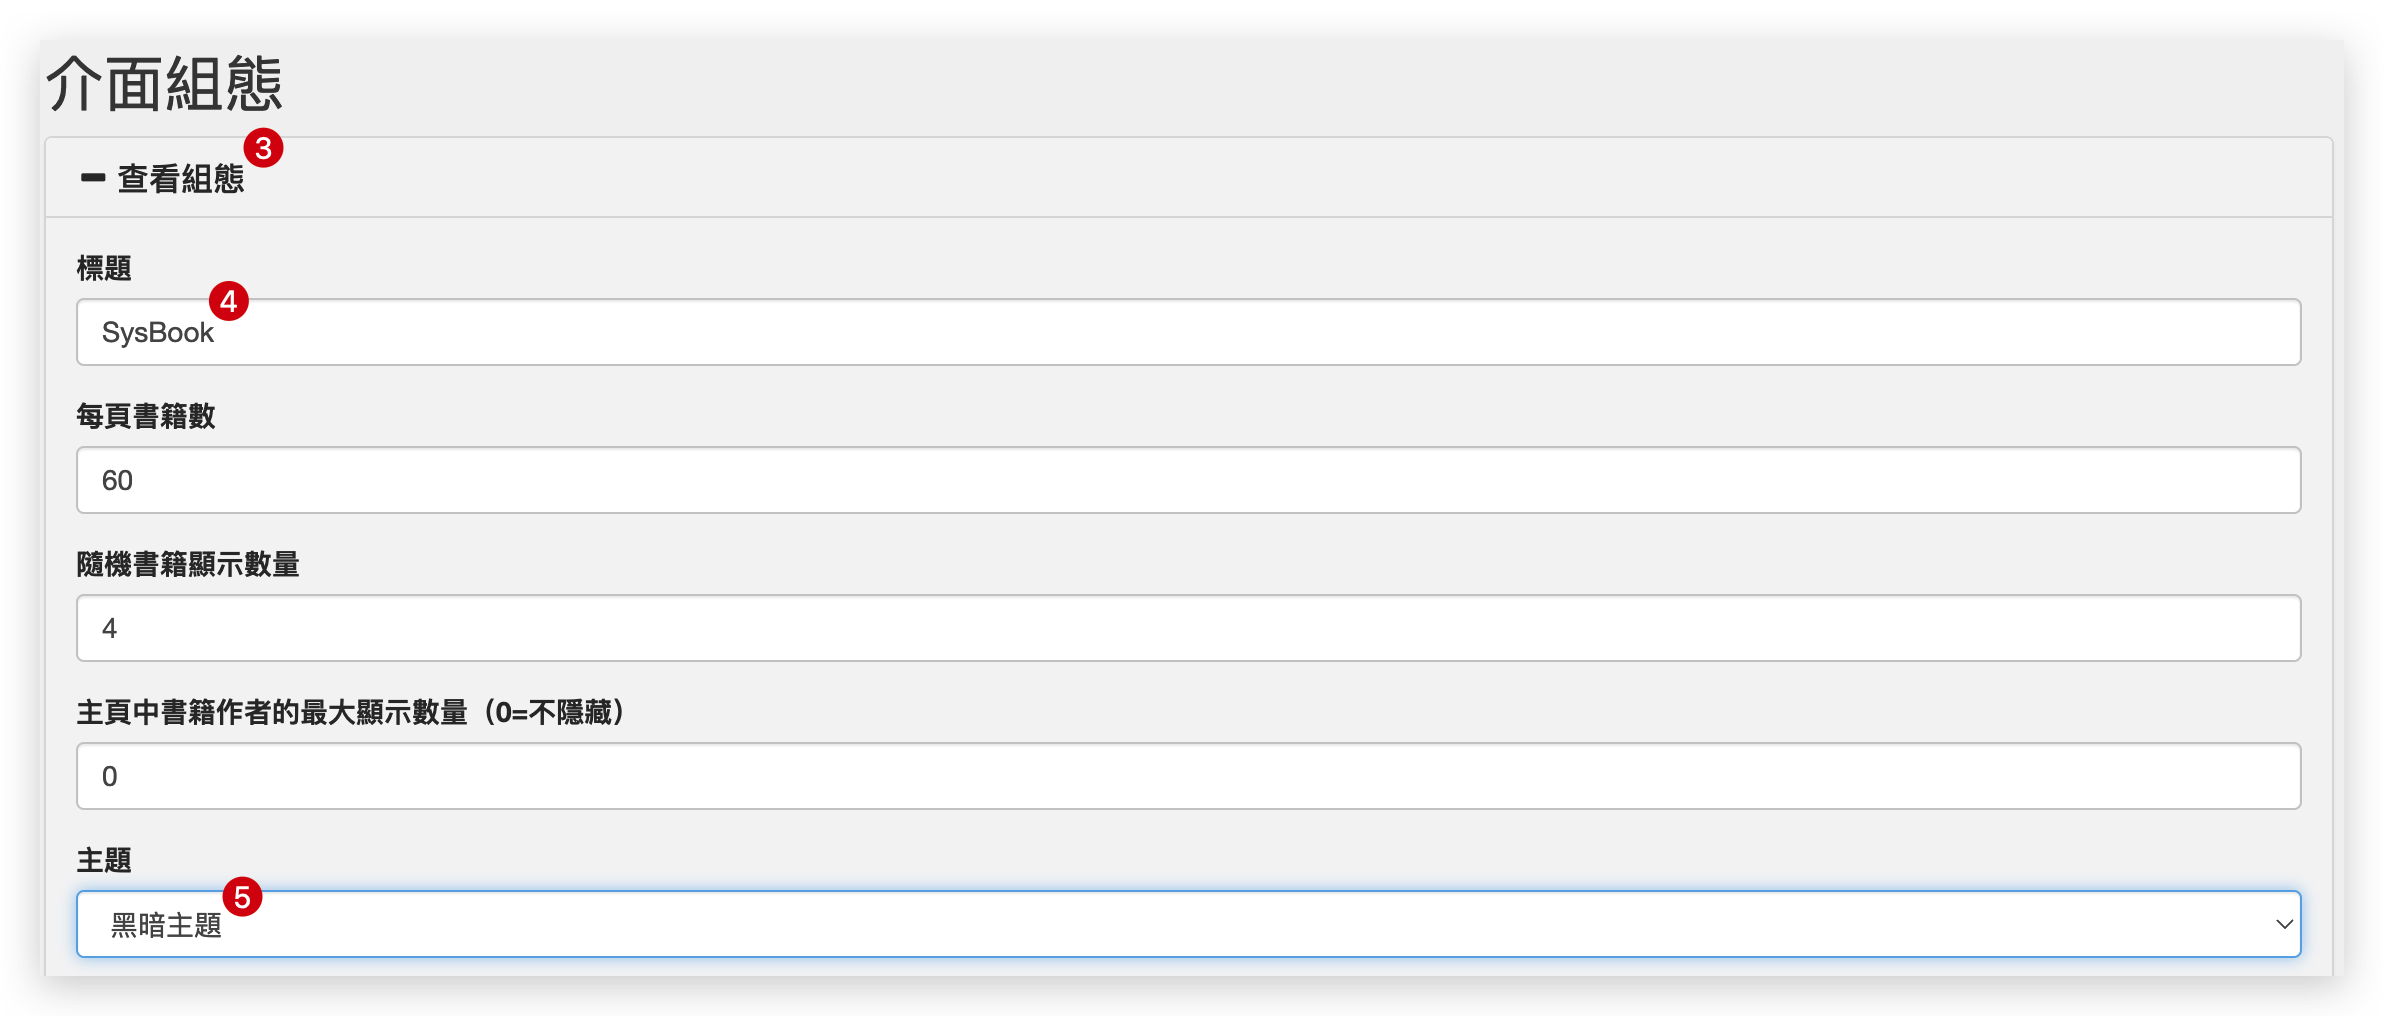 介面組態
3
查看組態
標題
4
SysBook
每頁書籍數
60
隨機書籍顯示數量
4
主頁中書籍作者的最大顯示數量（0=不隱藏）
0
主題
5
黑暗主題